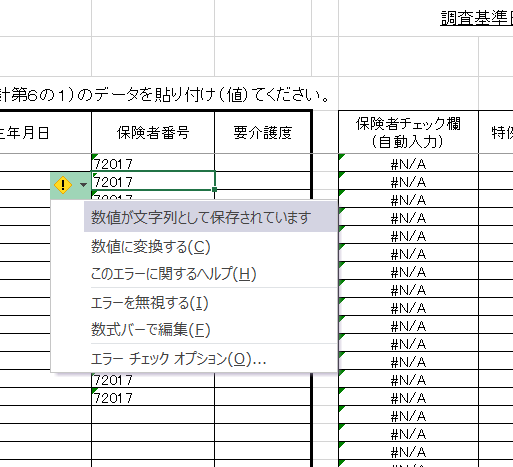 調査基準日
計第6の1)のデータを貼り付け(値)てください。
生年月日 保険者番号 要介護度 保険者チェック欄
(自動入力) 特例
72017 #N/A
72017 #N/A
数値が文字列として保存されています
数値に変換する(C)
このエラーに関するヘルプ(H)
エラーを無視する(I)
数式バーで編集(F)
エラー チェック オプション(O)...
#N/A
#N/A
#N/A
#N/A
#N/A
#N/A
#N/A
#N/A
#N/A
#N/A
72017 #N/A
72017 #N/A
#N/A
#N/A
#N/A